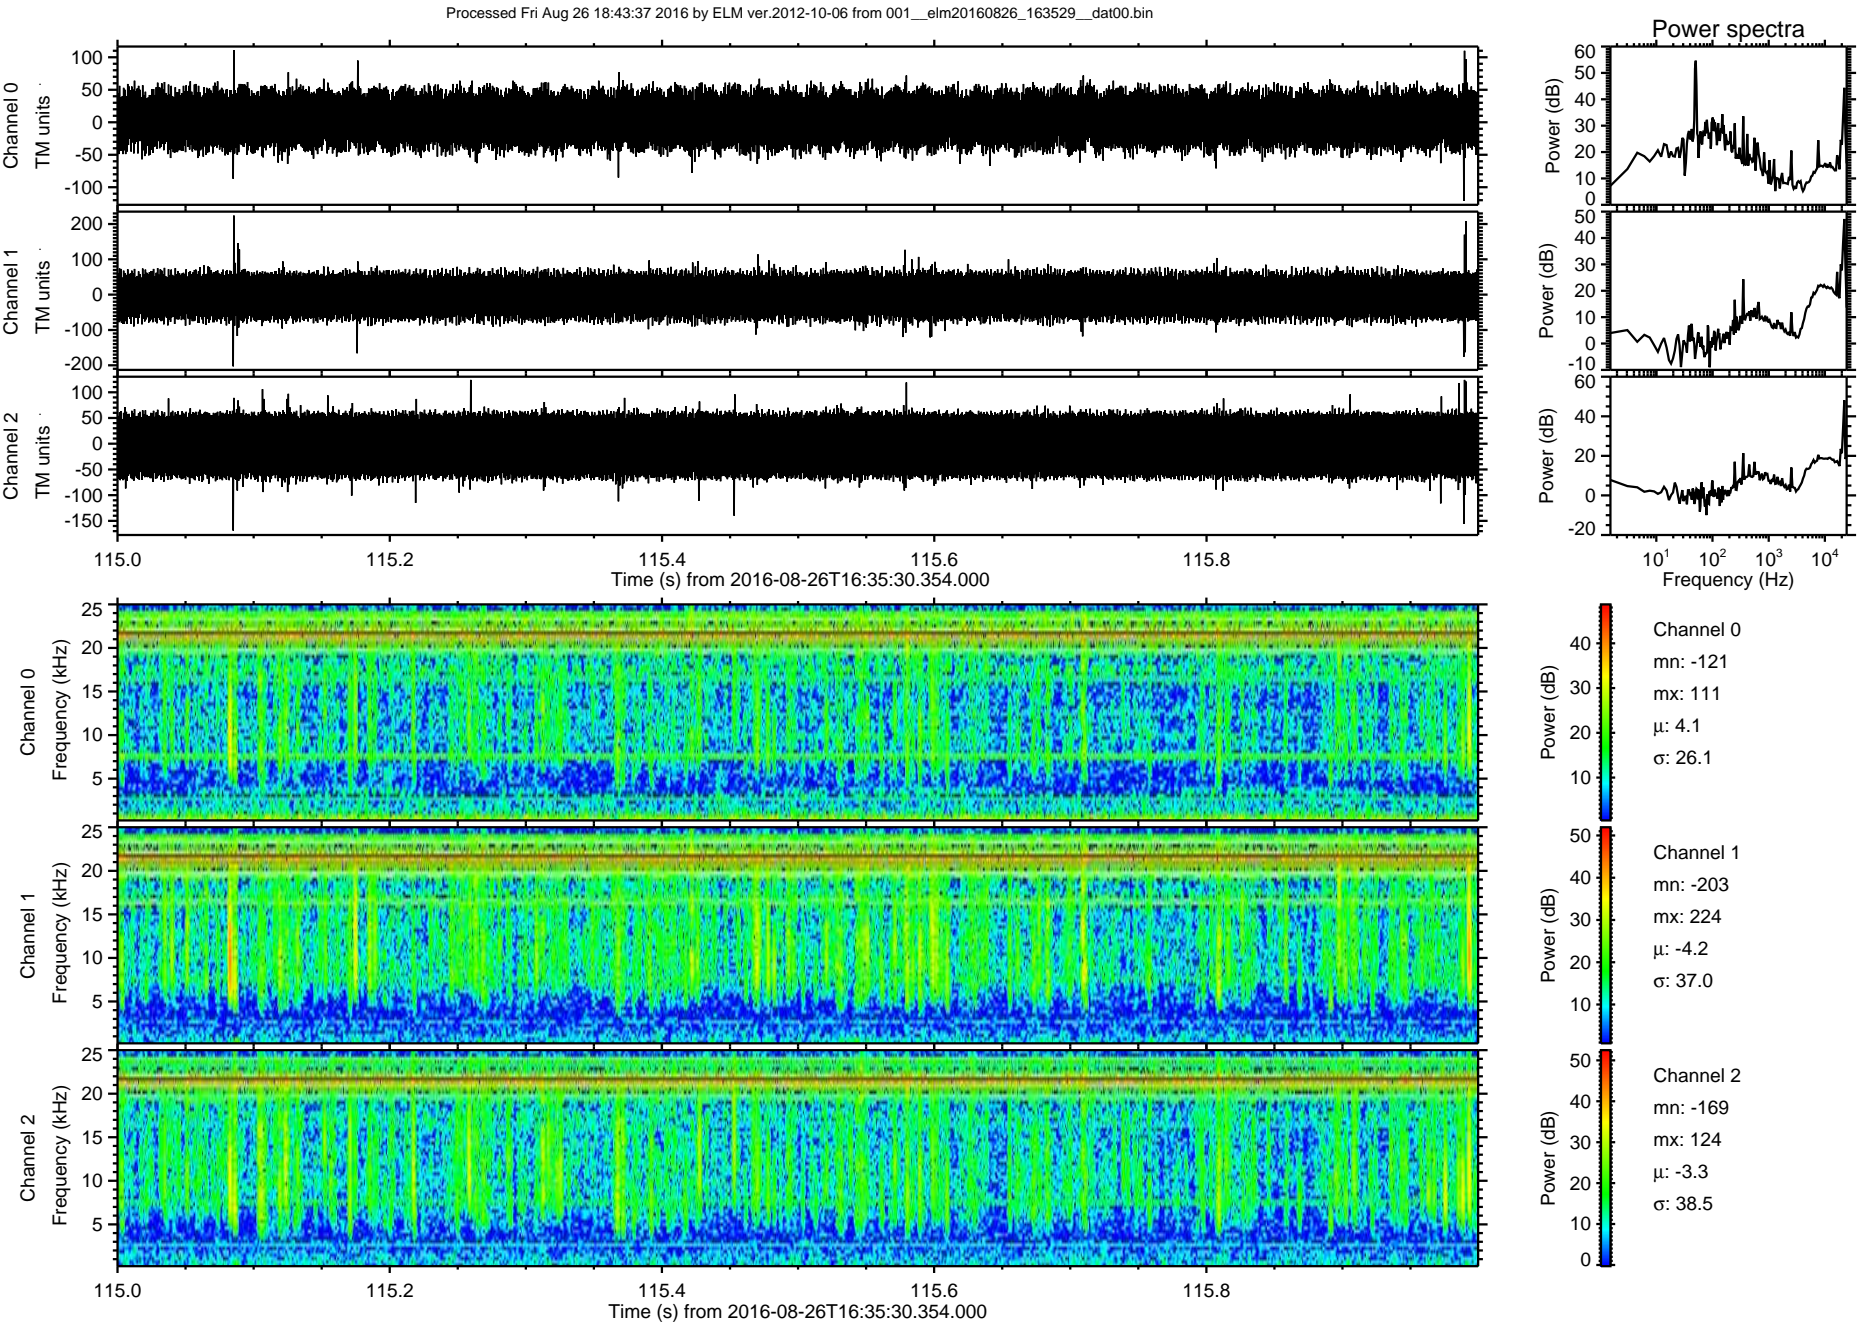 Processed Fri Aug 26 18:43:37 2016 by ELM ver.2012-10-06 from 001__elm20160826_163529__dat00.bin
Power spectra
Channel 0
TM units
100
50
0
-50
-100
Power (dB)
60
50
40
30
20
10
0
Channel 1
TM units
200
100
0
-100
-200
Power (dB)
50
40
30
20
10
0
-10
Channel 2
TM units
100
50
0
-50
-100
-150
Power (dB)
60
40
20
0
-20
115.0 115.2 115.4 115.6 115.8
Time (s) from 2016-08-26T16:35:30.354.000
10^1 10^2 10^3 10^4
Frequency (Hz)
Channel 0
Frequency (kHz)
25
20
15
10
5
Power (dB)
40
30
20
10
Channel 0
mn: -121
mx: 111
μ: 4.1
σ: 26.1
Channel 1
Frequency (kHz)
25
20
15
10
5
Power (dB)
50
40
30
20
10
Channel 1
mn: -203
mx: 224
μ: -4.2
σ: 37.0
Channel 2
Frequency (kHz)
25
20
15
10
5
Power (dB)
50
40
30
20
10
0
Channel 2
mn: -169
mx: 124
μ: -3.3
σ: 38.5
115.0 115.2 115.4 115.6 115.8
Time (s) from 2016-08-26T16:35:30.354.000